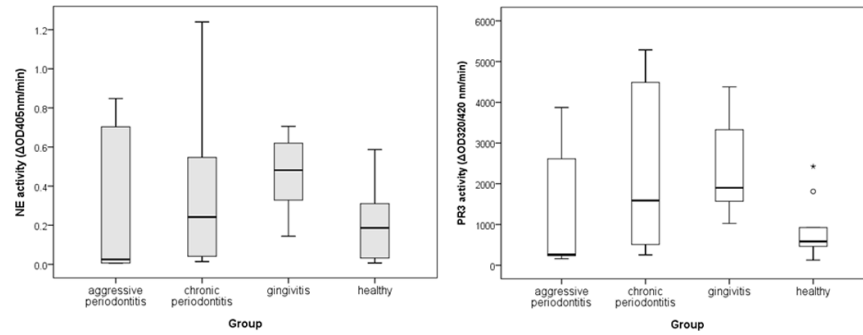 NE activity (ΔOD405nm/min)
1.2
1.0
0.8
0.6
0.4
0.2
0.0
aggressive
periodontitis
chronic
periodontitis
gingivitis
healthy
Group
PR3 activity (ΔOD320/420 nm/min)
6000
5000
4000
3000
2000
1000
0
aggressive
periodontitis
chronic
periodontitis
gingivitis
healthy
Group